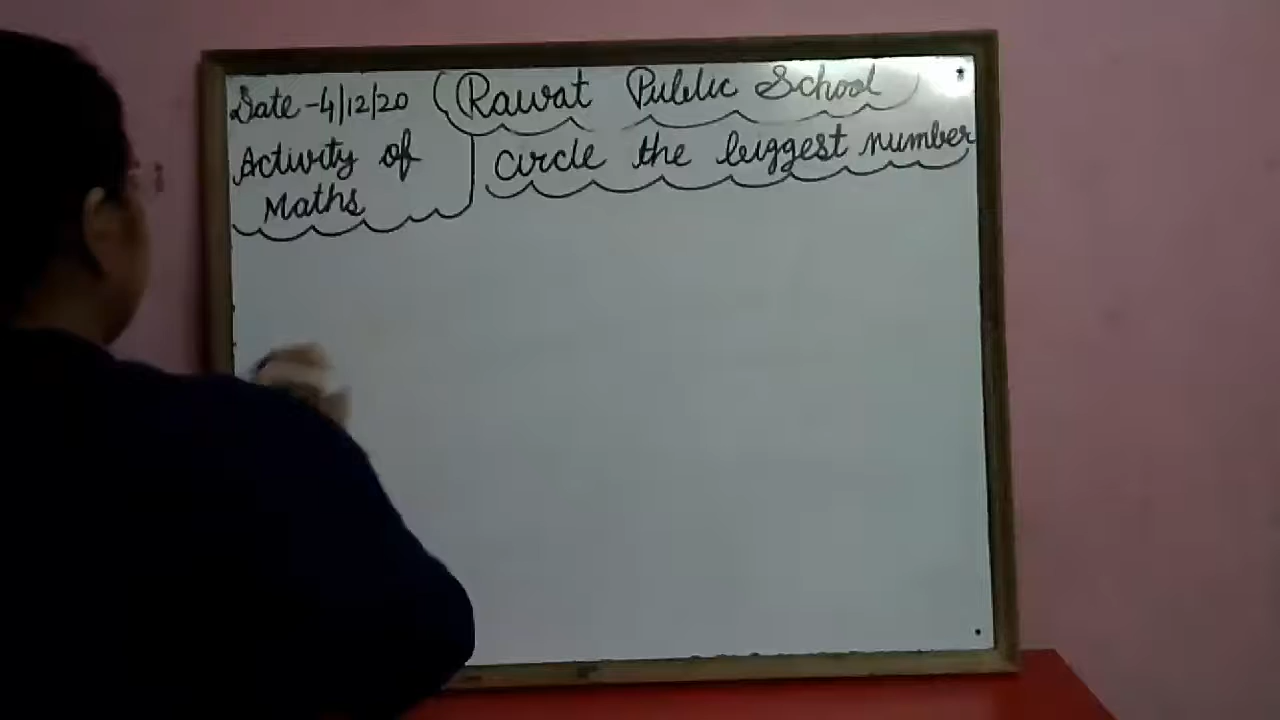 Date - 4/12/20 (Rawat Public School)
Activity of Maths
circle the biggest number